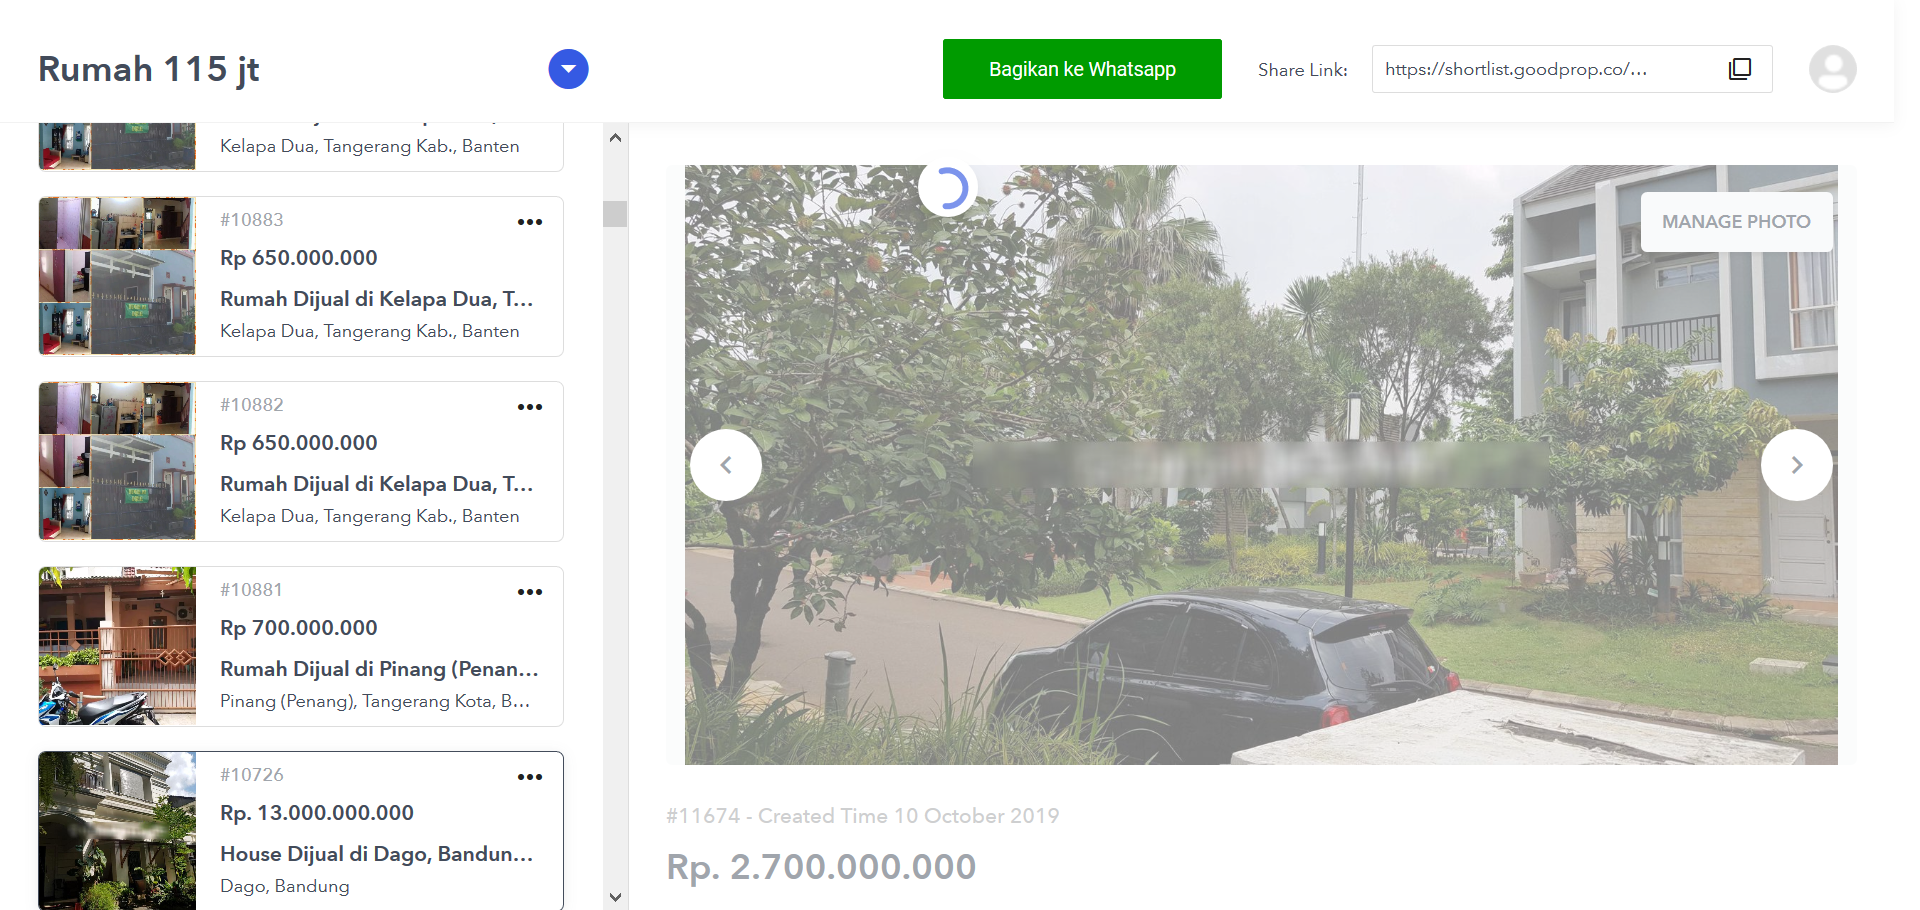 Rumah 115 jt
Bagikan ke Whatsapp
Share Link:
https://shortlist.goodprop.co/...
Kelapa Dua, Tangerang Kab., Banten
#10883
Rp 650.000.000
Rumah Dijual di Kelapa Dua, T...
Kelapa Dua, Tangerang Kab., Banten
#10882
Rp 650.000.000
Rumah Dijual di Kelapa Dua, T...
Kelapa Dua, Tangerang Kab., Banten
#10881
Rp 700.000.000
Rumah Dijual di Pinang (Penan...
Pinang (Penang), Tangerang Kota, B...
#10726
Rp. 13.000.000.000
House Dijual di Dago, Bandun...
Dago, Bandung
MANAGE PHOTO
#11674 - Created Time 10 October 2019
Rp. 2.700.000.000